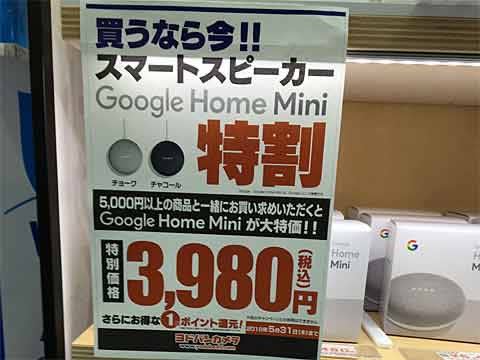 買うなら今!!
スマートスピーカー
Google Home Mini
特割
チョーク
チャコール
5,000円以上の商品と一緒にお買い求めいただくと
Google Home Mini が大特価!!
特別価格
3,980円
(税込)
さらにお得な1%ポイント還元!
2018年5月31日(木)まで
ヨドバシカメラ
Home
Mini
G